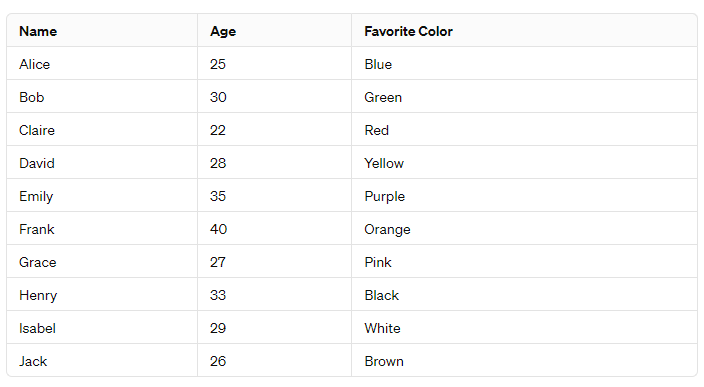 Name Age Favorite Color
Alice 25 Blue
Bob 30 Green
Claire 22 Red
David 28 Yellow
Emily 35 Purple
Frank 40 Orange
Grace 27 Pink
Henry 33 Black
Isabel 29 White
Jack 26 Brown